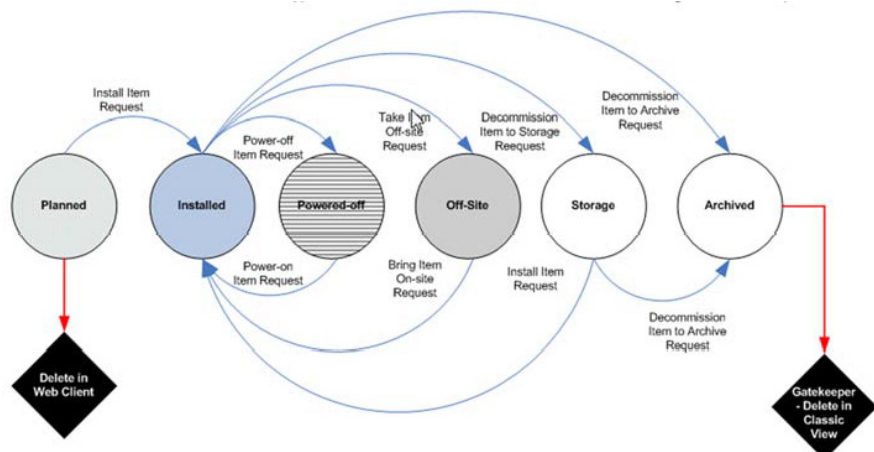 Install Item
Request
Power-off
Item Request
Take Item
Off-site
Request
Decommission
Item to Storage
Reequest
Decommission
Item to Archive
Request
Planned
Installed
Powered-off
Off-Site
Storage
Archived
Power-on
Item Request
Bring Item
On-site
Request
Install Item
Request
Decommission
Item to Archive
Request
Delete in
Web Client
Gatekeeper
- Delete in
Classic
View